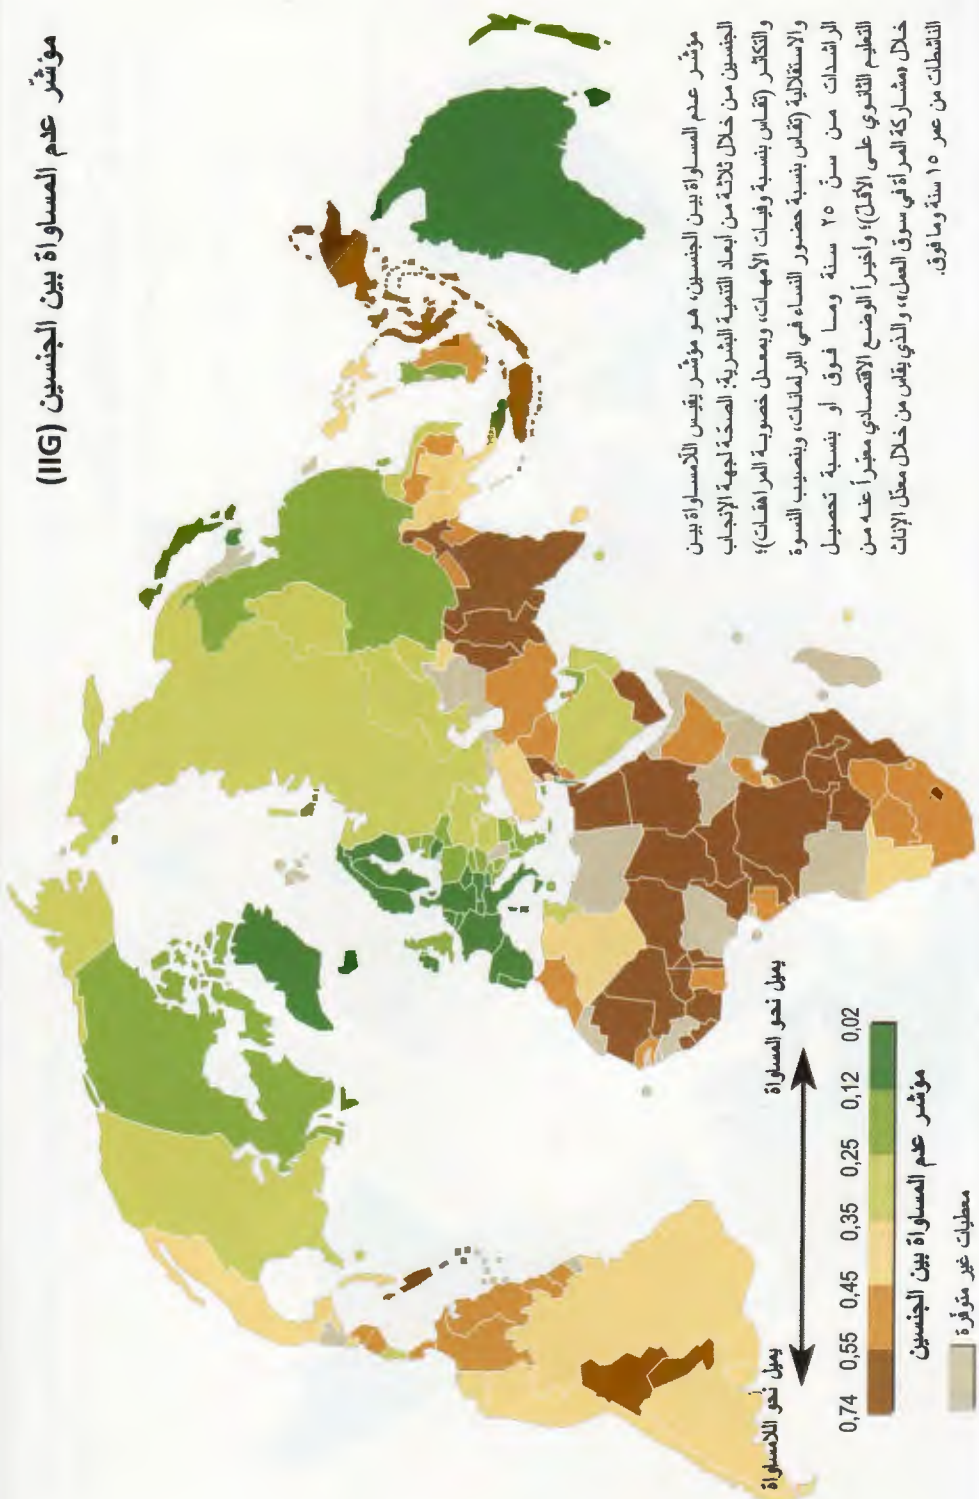 مؤشّر عدم المساواة بين الجنسين (IIG)
مؤشّر عدم المساواة بين الجنسين، هو مؤشّر يقيس اللامساواة بين
الجنسين من خلال ثلاثة من أبعاد التنمية البشرية: الصحّة لجهة الإنجاب
والتكاثر (تقاس بنسبة وفيات الأمهات، وبمعدل خصوبة المراهقات)؛
والاستقلالية (تقاس بنسبة حضور النساء في البرلمانات، وبنصيب النسوة
الراشدات من سنّ ٢٥ سنة وما فوق أو بنسبة تحصيل
التعليم الثانوي على الأقل)؛ وأخيراً الوضع الاقتصادي معبّراً عنه من
خلال «مشاركة المرأة في سوق العمل»، والذي يقاس من خلال معدّل الإناث
الناشطات من عمر ١٥ سنة وما فوق.
يميل نحو اللامساواة
يميل نحو المساواة
0,74 0,55 0,45 0,35 0,25 0,12 0,02
مؤشر عدم المساواة بين الجنسين
معطيات غير متوفّرة